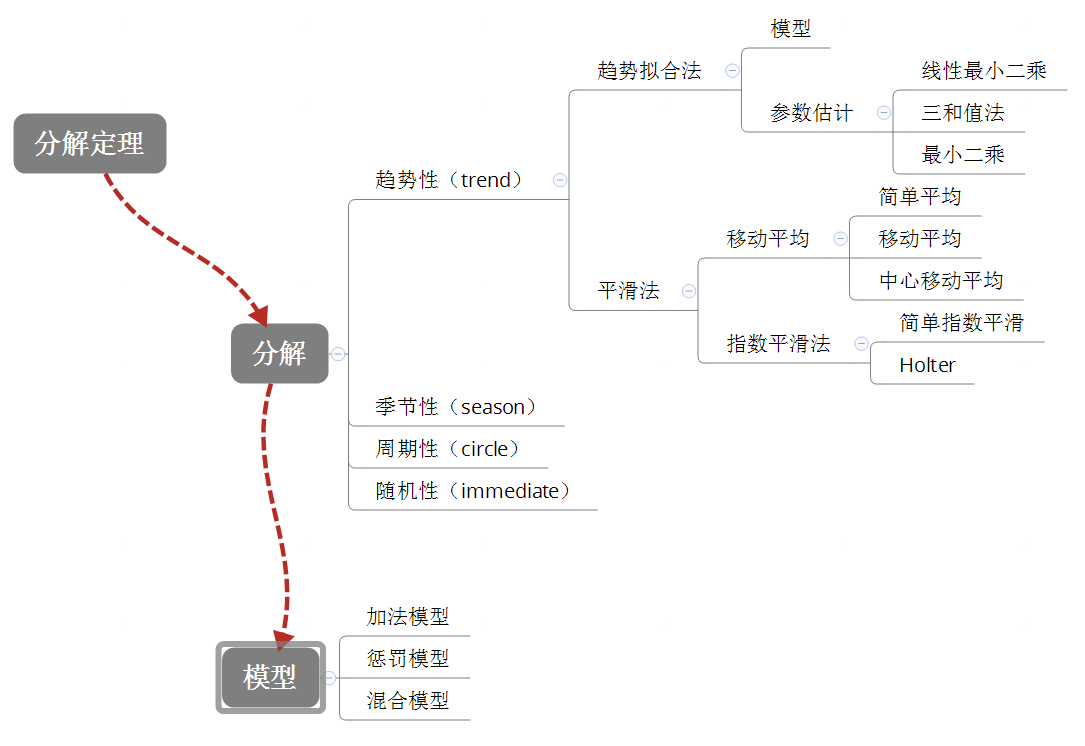 分解定理
分解
趋势性（trend）
趋势拟合法
模型
参数估计
线性最小二乘
三和值法
最小二乘
平滑法
移动平均
简单平均
移动平均
中心移动平均
指数平滑法
简单指数平滑
Holter
季节性（season）
周期性（circle）
随机性（immediate）
模型
加法模型
惩罚模型
混合模型